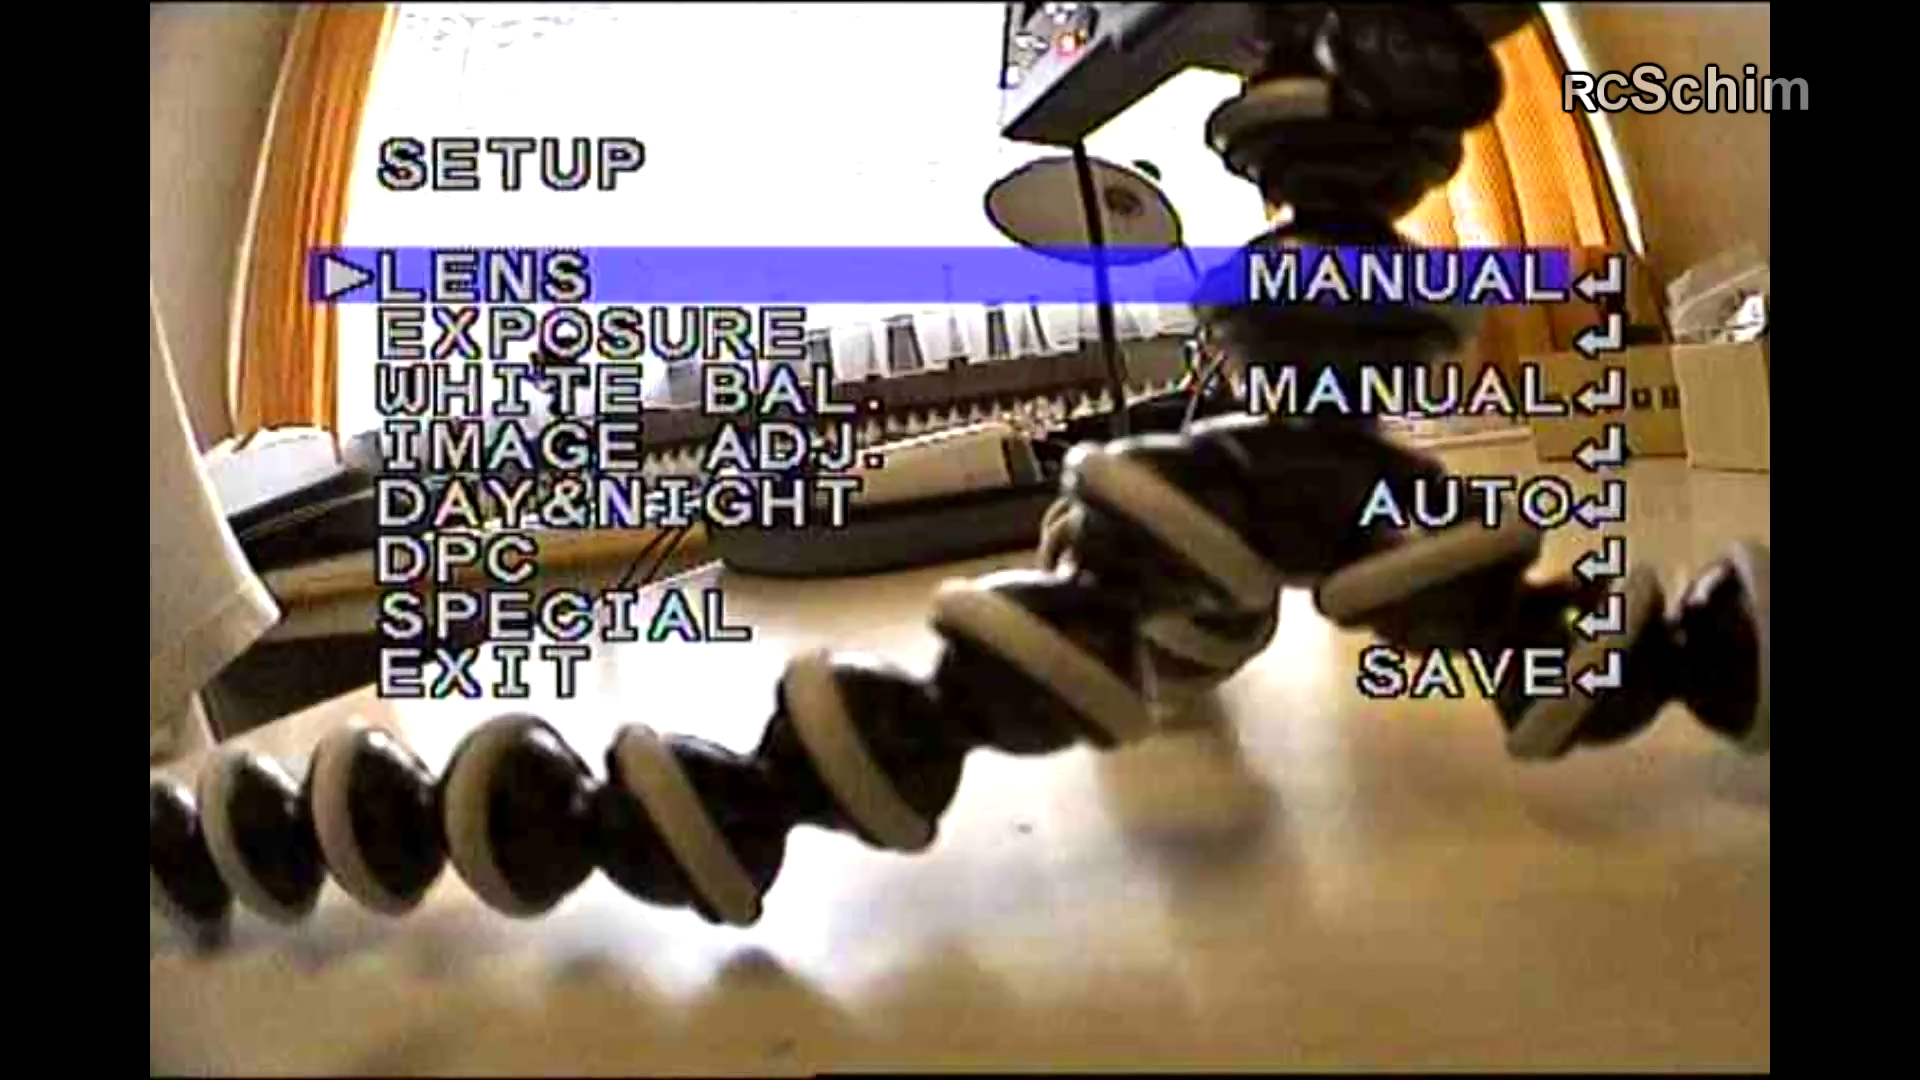 RCSchim
SETUP
LENS MANUAL
EXPOSURE
WHITE BAL. MANUAL
IMAGE ADJ.
DAY&NIGHT AUTO
DPC
SPECIAL
EXIT SAVE